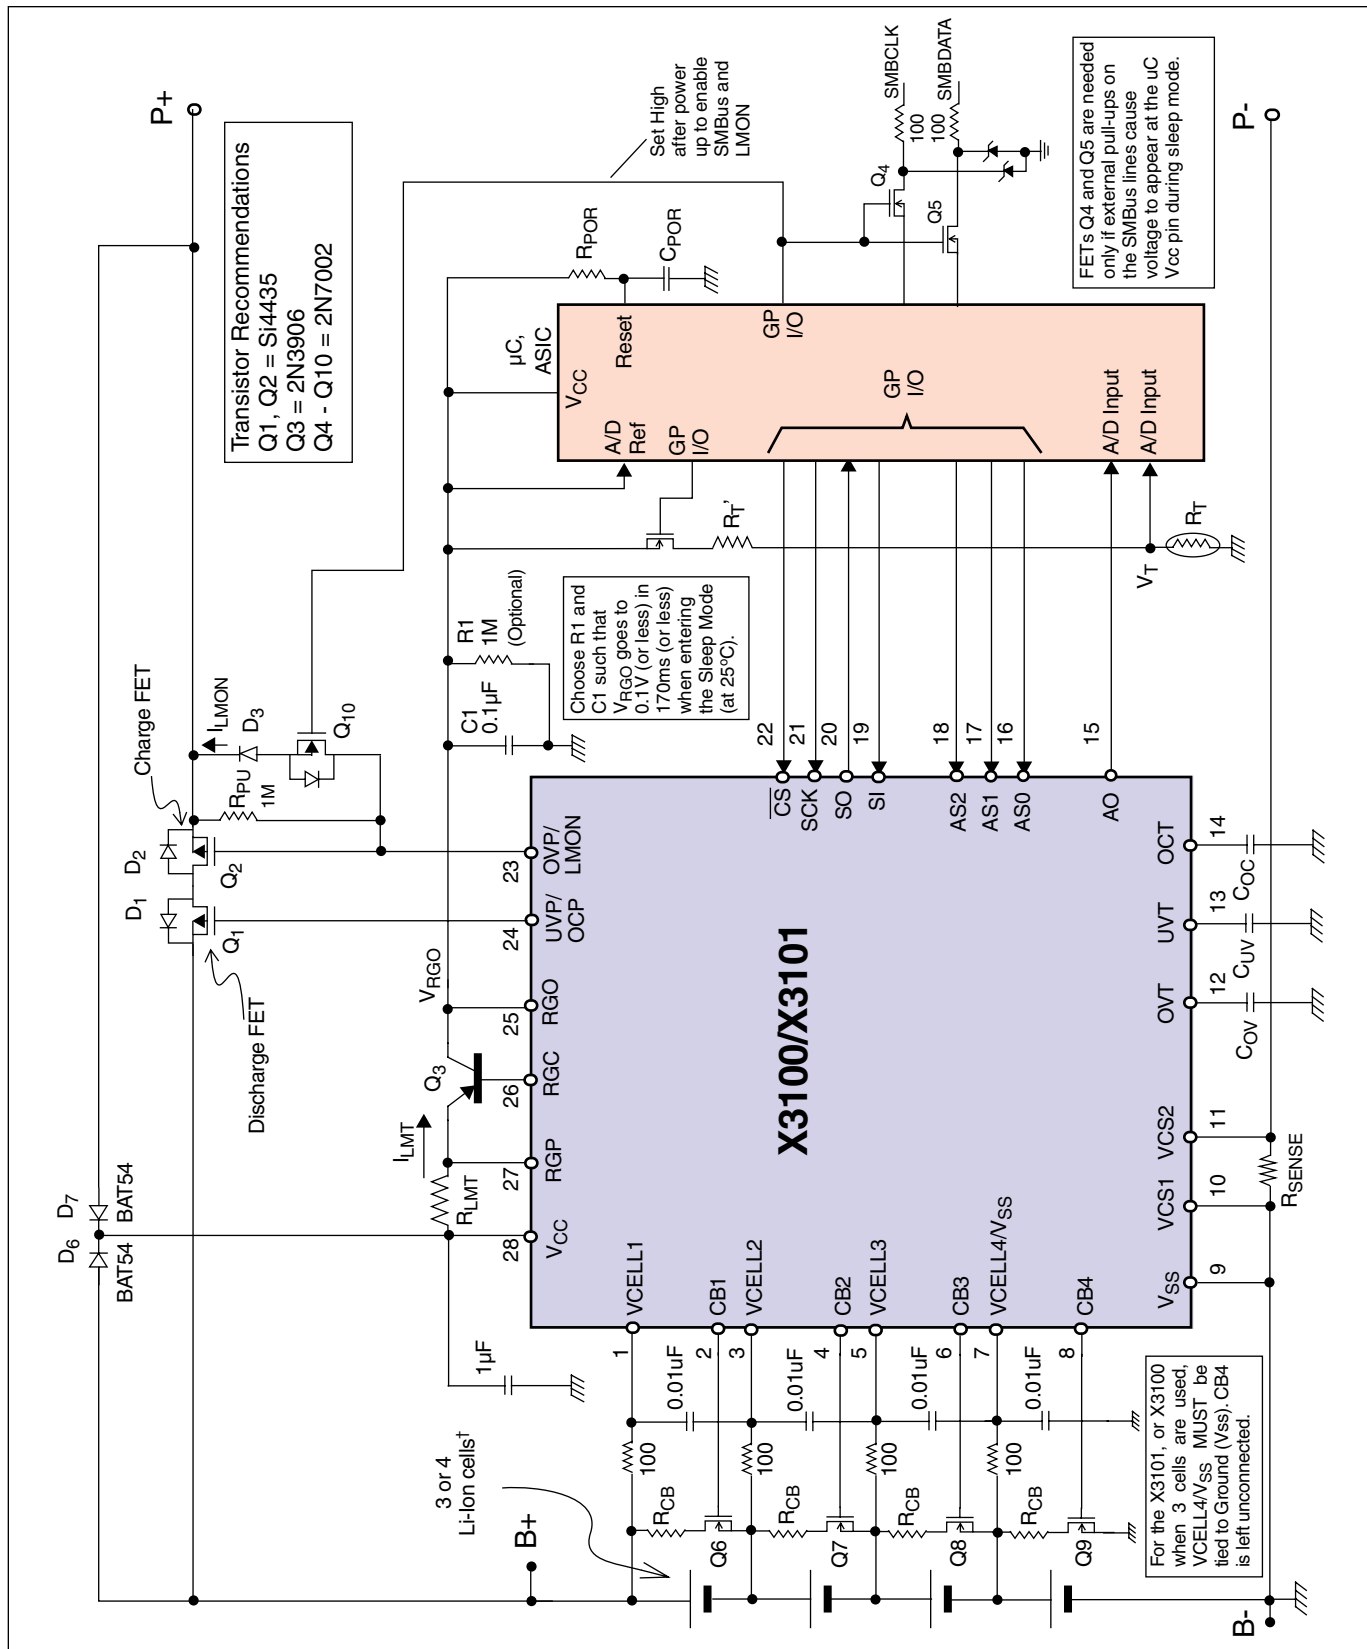 P+
Transistor Recommendations
Q1, Q2 = Si4435
Q3 = 2N3906
Q4 - Q10 = 2N7002
Set High
after power
up to enable
SMBus and
LMON
SMBCLK
100
100
SMBDATA
FETs Q4 and Q5 are needed
only if external pull-ups on
the SMBus lines cause
voltage to appear at the uC
Vcc pin during sleep mode.
P-
Q4
Q5
RPOR
CPOR
µC,
ASIC
VCC
Reset
GP
I/O
A/D
Ref
GP
I/O
GP
I/O
A/D Input
A/D Input
RT'
VT
RT
Charge FET
D2
Q2
RPU
1M
ILMON
D3
Q10
D1
Q1
Discharge FET
VRGO
Q3
ILMT
RLMT
C1
0.1µF
R1
1M
(Optional)
Choose R1 and
C1 such that
VRGO goes to
0.1V (or less) in
170ms (or less)
when entering
the Sleep Mode
(at 25ºC).
D6
BAT54
D7
BAT54
1µF
28
27
26
25
24
23
VCC
RGP
RGC
RGO
UVP/
OCP
OVP/
LMON
X3100/X3101
22
21
20
19
18
17
16
15
CS
SCK
SO
SI
AS2
AS1
AS0
AO
VCELL1
CB1
VCELL2
CB2
VCELL3
CB3
VCELL4/VSS
CB4
1
2
3
4
5
6
7
8
VSS
VCS1
VCS2
OVT
UVT
OCT
9
10
11
12
13
14
RSENSE
COV
CUV
COC
3 or 4
Li-Ion cells†
B+
100
0.01uF
100
0.01uF
100
0.01uF
100
0.01uF
RCB
RCB
RCB
RCB
Q6
Q7
Q8
Q9
B-
For the X3101, or X3100
when 3 cells are used,
VCELL4/VSS MUST be
tied to Ground (Vss). CB4
is left unconnected.